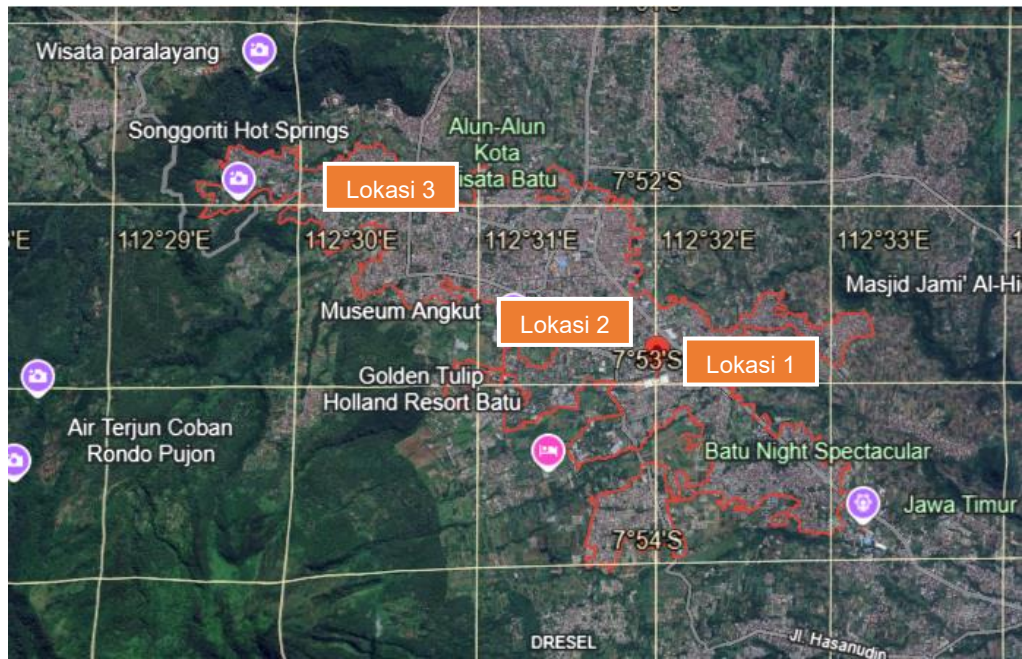 Wisata paralayang
Songgoriti Hot Springs
Alun-Alun
Kota
isata Batu
Lokasi 3
7°52'S
'E
112°29'E
112°30'E
112°31'E
112°32'E
112°33'E
1
Masjid Jami' Al-Hi
Museum Angkut
Lokasi 2
7°53'S
Lokasi 1
Golden Tulip
Holland Resort Batu
Air Terjun Coban
Rondo Pujon
Batu Night Spectacular
Jawa Timur
7°54'S
DRESEL
Jl. Hasanudin